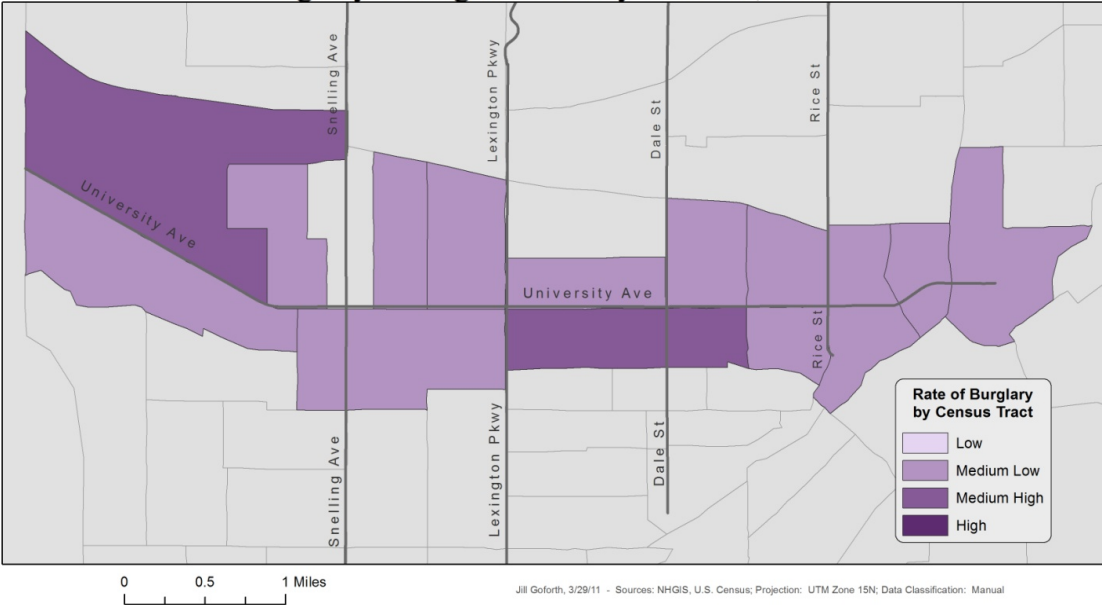 Snelling Ave
Lexington Pkwy
Dale St
Rice St
University Ave
University Ave
Rice St
Snelling Ave
Lexington Pkwy
Dale St
Rate of Burglary
by Census Tract
Low
Medium Low
Medium High
High
0 0.5 1 Miles
Jill Goforth, 3/29/11 - Sources: NHGIS, U.S. Census; Projection: UTM Zone 15N; Data Classification: Manual